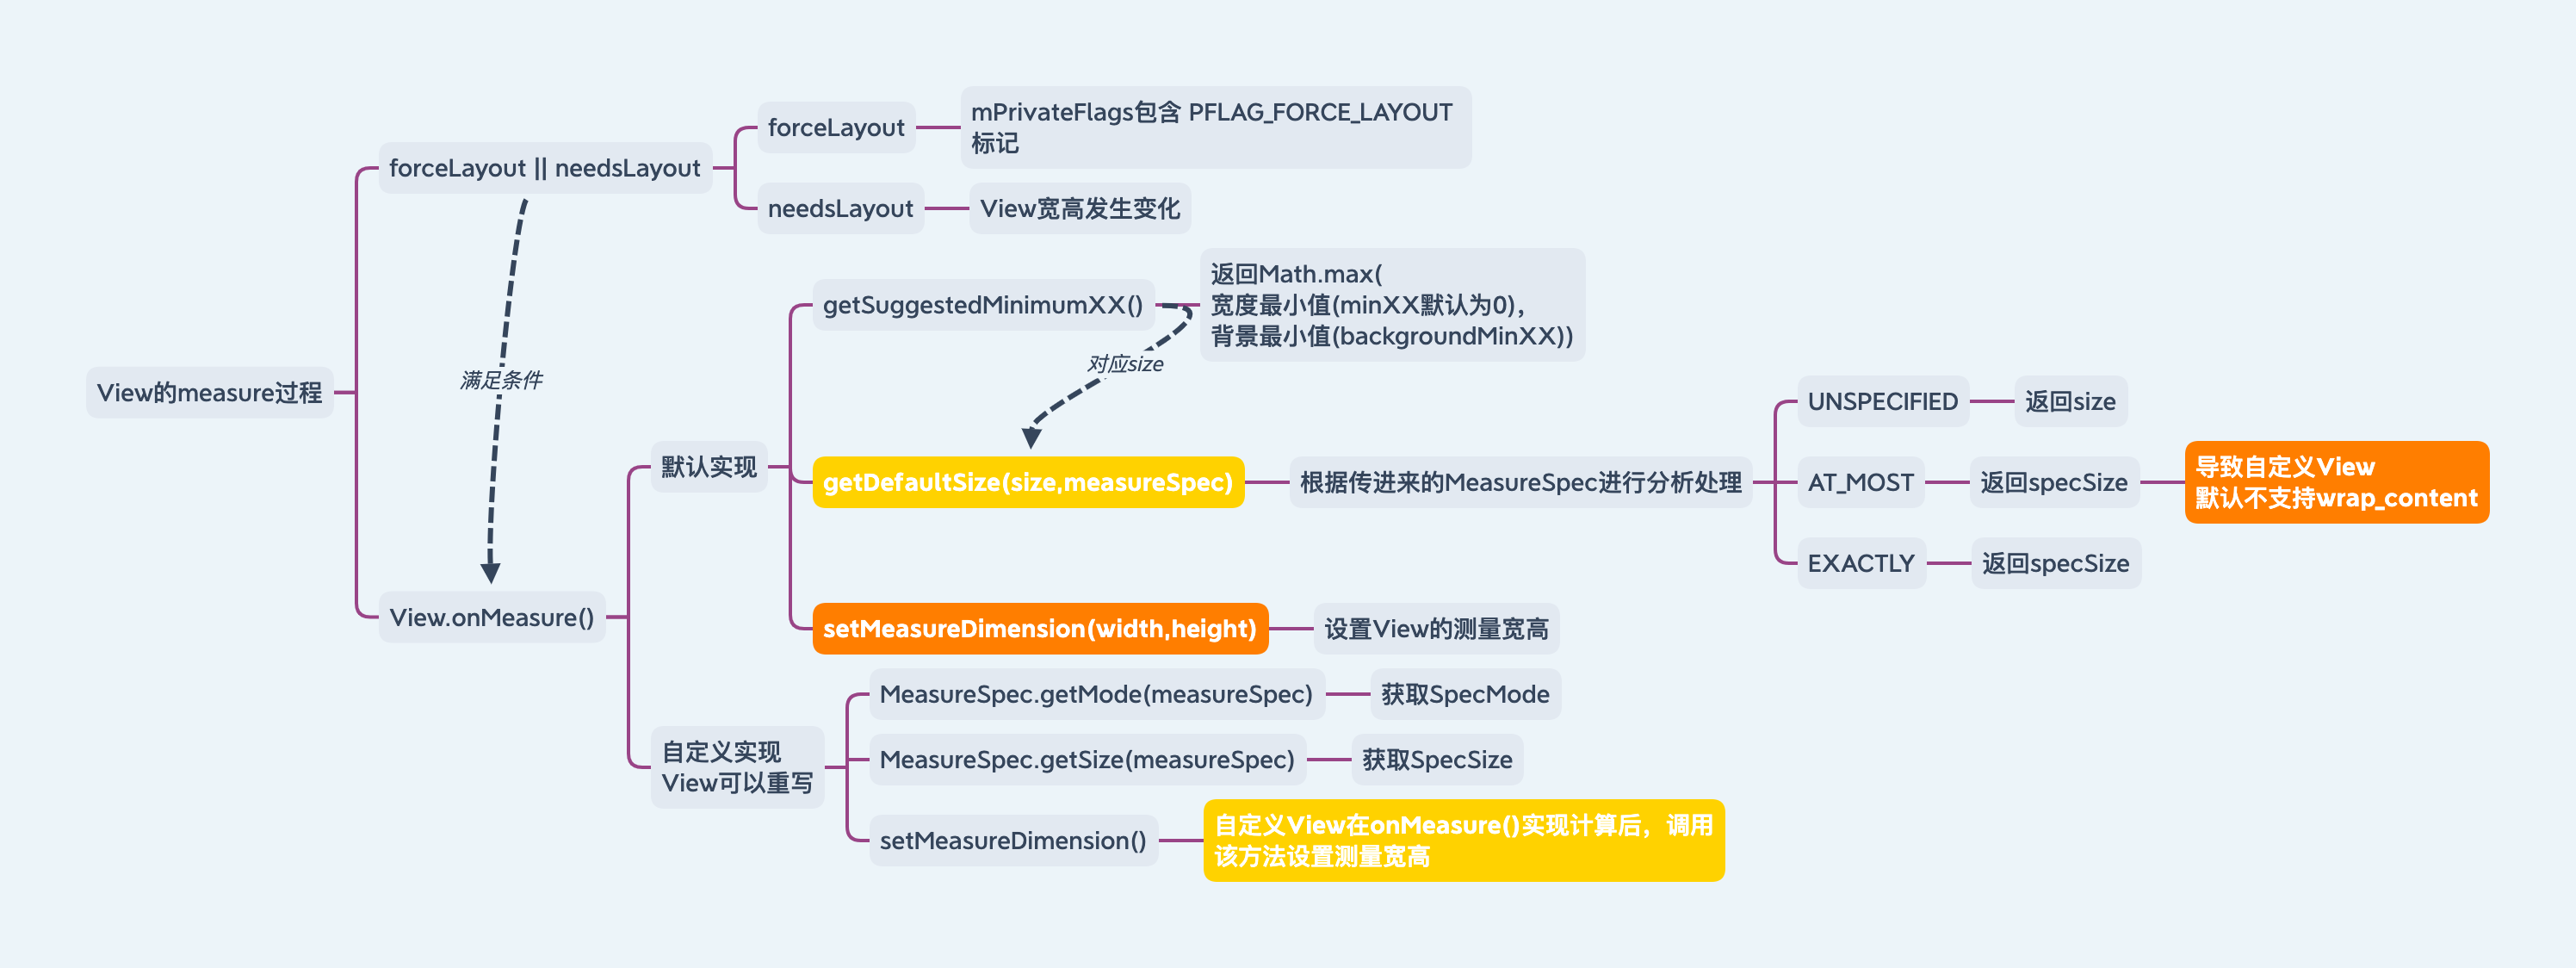 View的measure过程
forceLayout || needsLayout
forceLayout
mPrivateFlags包含 PFLAG_FORCE_LAYOUT
标记
needsLayout
View宽高发生变化
满足条件
View.onMeasure()
默认实现
getSuggestedMinimumXX()
返回Math.max(
宽度最小值(minXX默认为0),
背景最小值(backgroundMinXX))
对应size
getDefaultSize(size,measureSpec)
根据传进来的MeasureSpec进行分析处理
UNSPECIFIED
返回size
AT_MOST
返回specSize
导致自定义View
默认不支持wrap_content
EXACTLY
返回specSize
setMeasureDimension(width,height)
设置View的测量宽高
自定义实现
View可以重写
MeasureSpec.getMode(measureSpec)
获取SpecMode
MeasureSpec.getSize(measureSpec)
获取SpecSize
setMeasureDimension()
自定义View在onMeasure()实现计算后，调用
该方法设置测量宽高